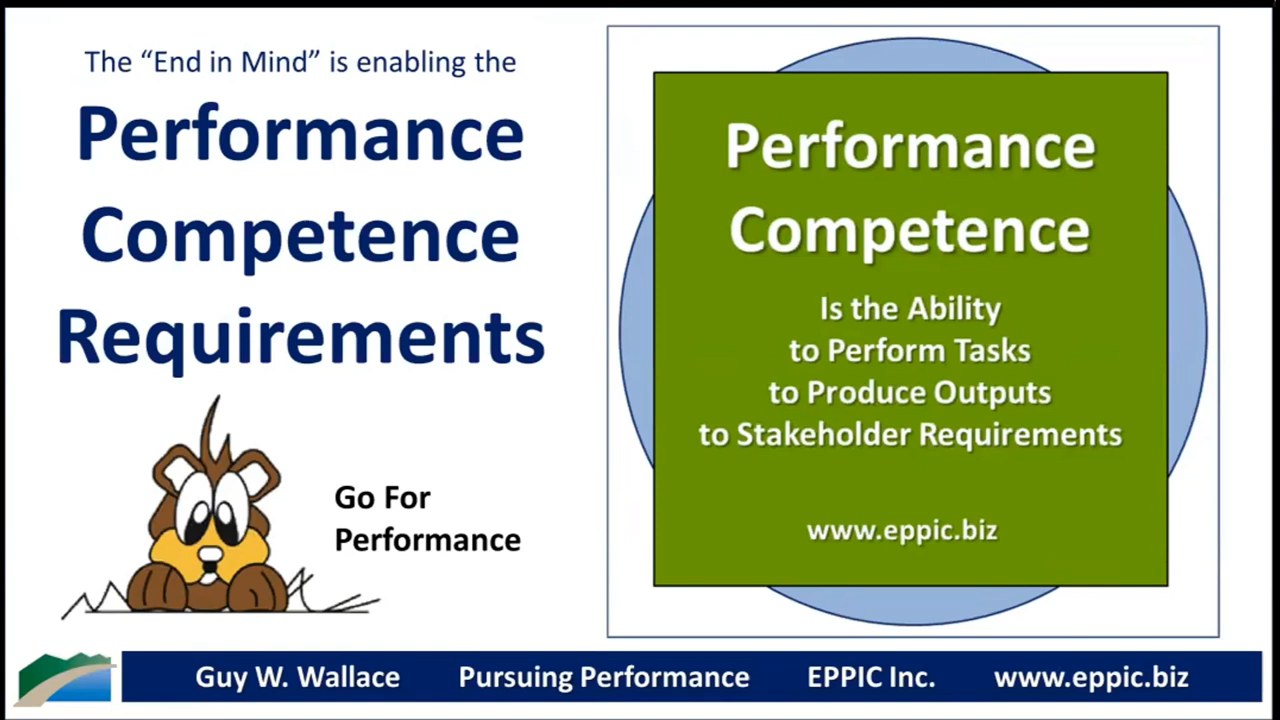 The “End in Mind” is enabling the
Performance
Competence
Requirements
Go For
Performance
Performance
Competence
Is the Ability
to Perform Tasks
to Produce Outputs
to Stakeholder Requirements
www.eppic.biz
Guy W. Wallace Pursuing Performance EPPIC Inc. www.eppic.biz